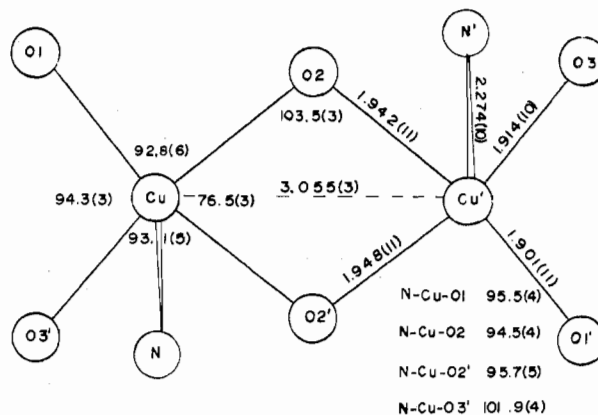 N'
O1
O2
O3
103.5(3)
1.942(11)
2.274(10)
1.914(10)
92.8(6)
94.3(3)
Cu
76.5(3)
3.055(3)
Cu'
93.1(5)
1.948(11)
1.901(11)
O3'
N
O2'
O1'
N-Cu-O1 95.5(4)
N-Cu-O2 94.5(4)
N-Cu-O2' 95.7(5)
N-Cu-O3' 101.9(4)